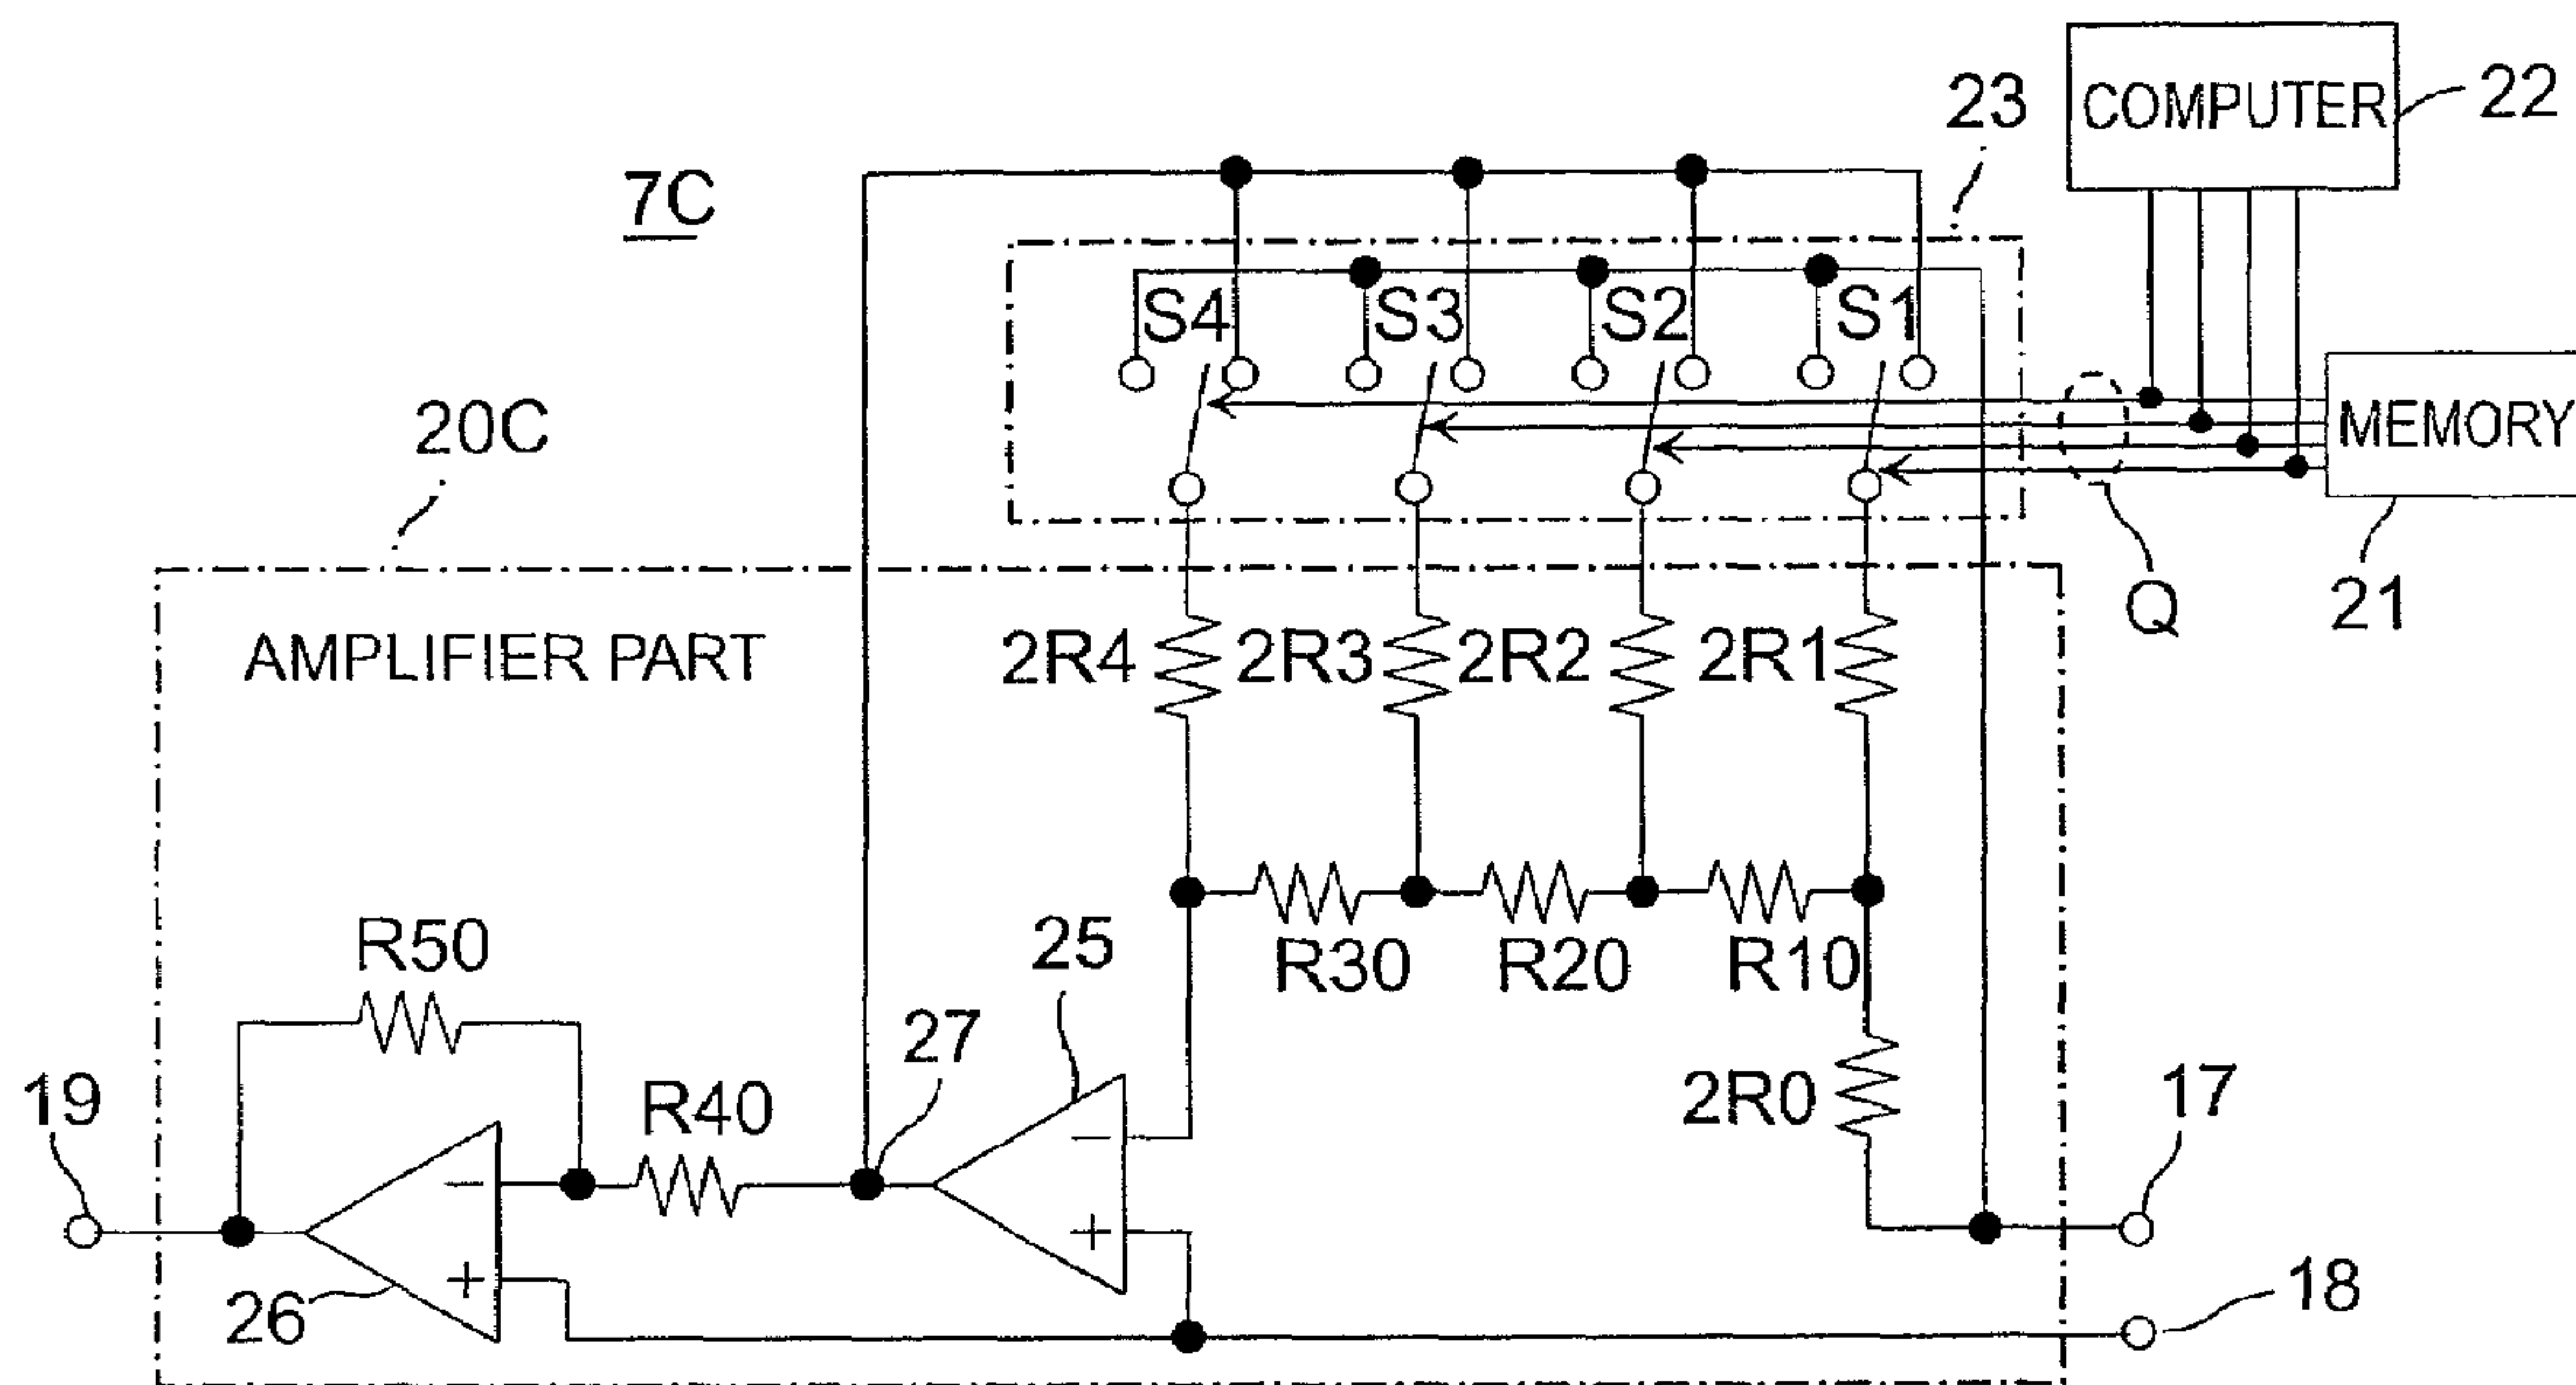 COMPUTER
22
23
7C
S4
S3
S2
S1
MEMORY
20C
Q
21
AMPLIFIER PART
2R4
2R3
2R2
2R1
R50
25
R30
R20
R10
27
19
R40
2R0
17
−
−
+
+
26
18